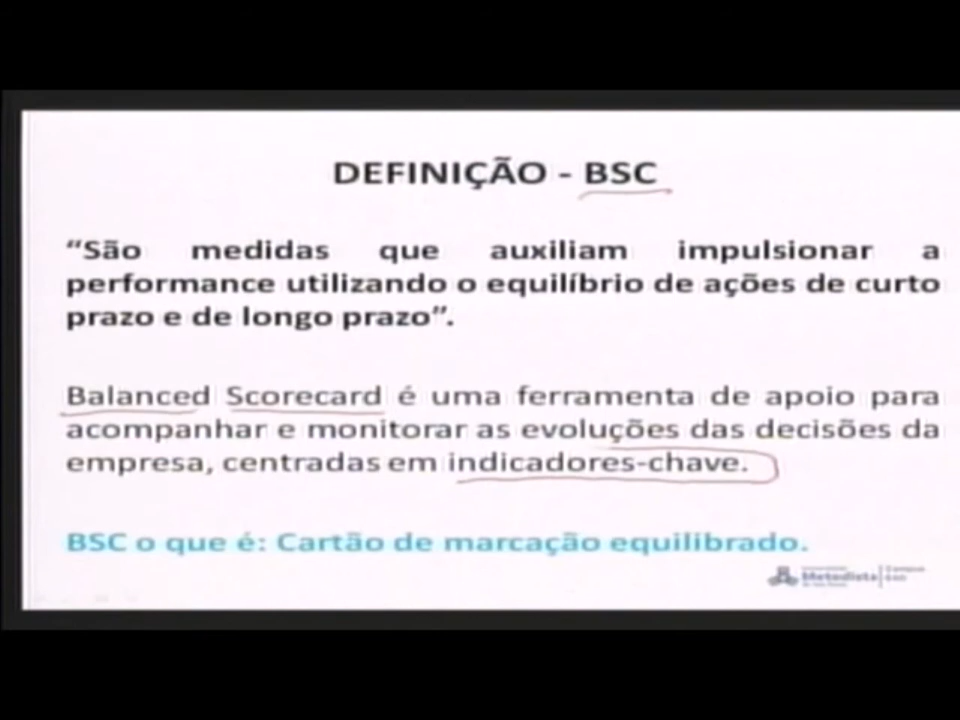 DEFINIÇÃO - BSC
“São medidas que auxiliam impulsionar a
performance utilizando o equilíbrio de ações de curto
prazo e de longo prazo”.
Balanced Scorecard é uma ferramenta de apoio para
acompanhar e monitorar as evoluções das decisões da
empresa, centradas em indicadores-chave.
BSC o que é: Cartão de marcação equilibrado.
Metodista